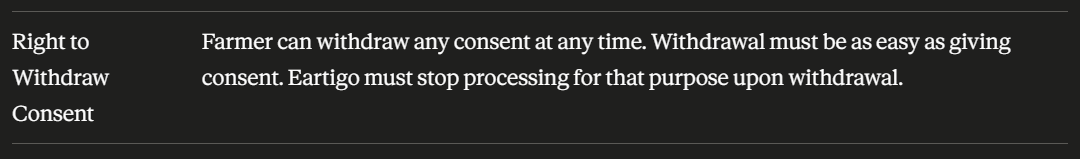 Right to
Withdraw
Consent
Farmer can withdraw any consent at any time. Withdrawal must be as easy as giving
consent. Eartigo must stop processing for that purpose upon withdrawal.